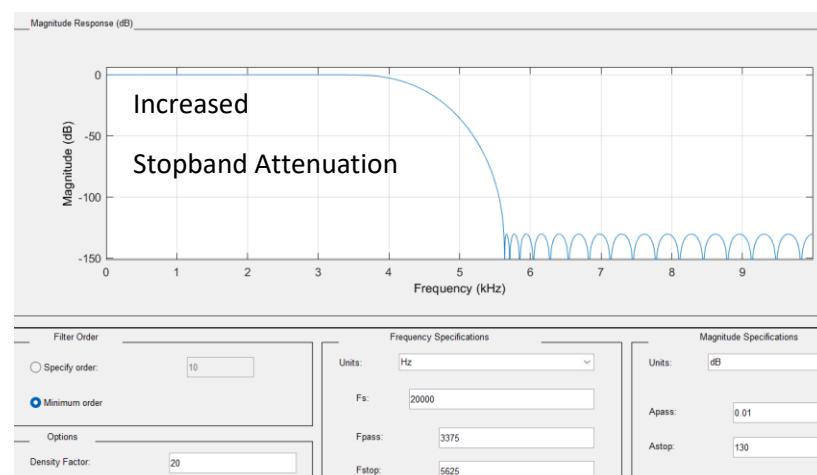 Magnitude Response (dB)
0
-50
-100
-150
Magnitude (dB)
Increased
Stopband Attenuation
0 1 2 3 4 5 6 7 8 9
Frequency (kHz)
Filter Order
Specify order: 10
Minimum order
Options
Density Factor: 20
Frequency Specifications
Units: Hz
Fs: 20000
Fpass: 3375
Fstop: 5625
Magnitude Specifications
Units: dB
Apass: 0.01
Astop: 130